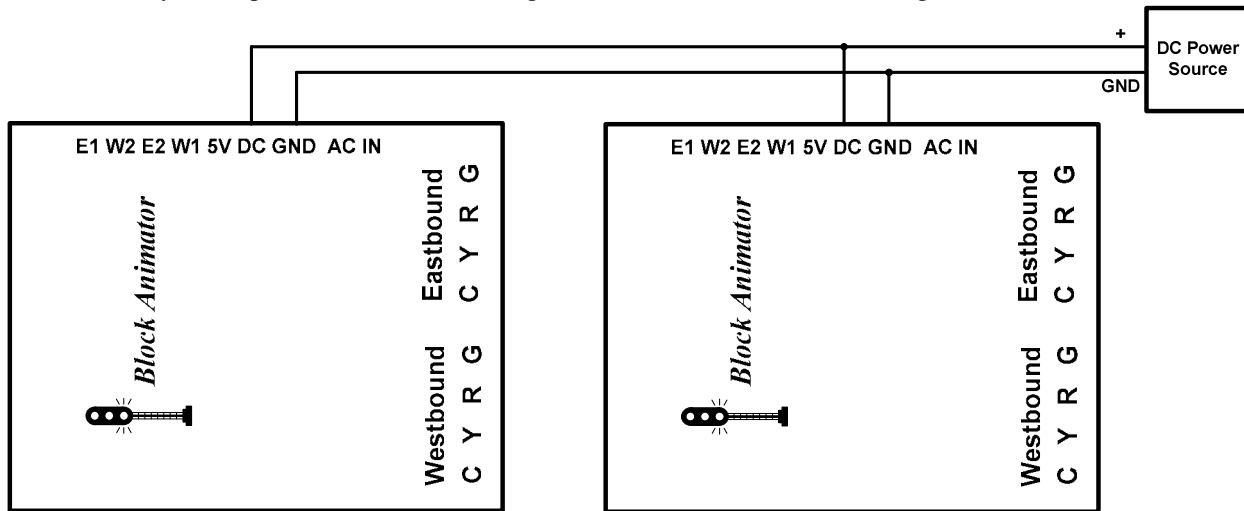 +
DC Power
Source
GND
E1 W2 E2 W1 5V DC GND AC IN
Eastbound
C Y R G
Block Animator
Westbound
C Y R G
E1 W2 E2 W1 5V DC GND AC IN
Eastbound
C Y R G
Block Animator
Westbound
C Y R G